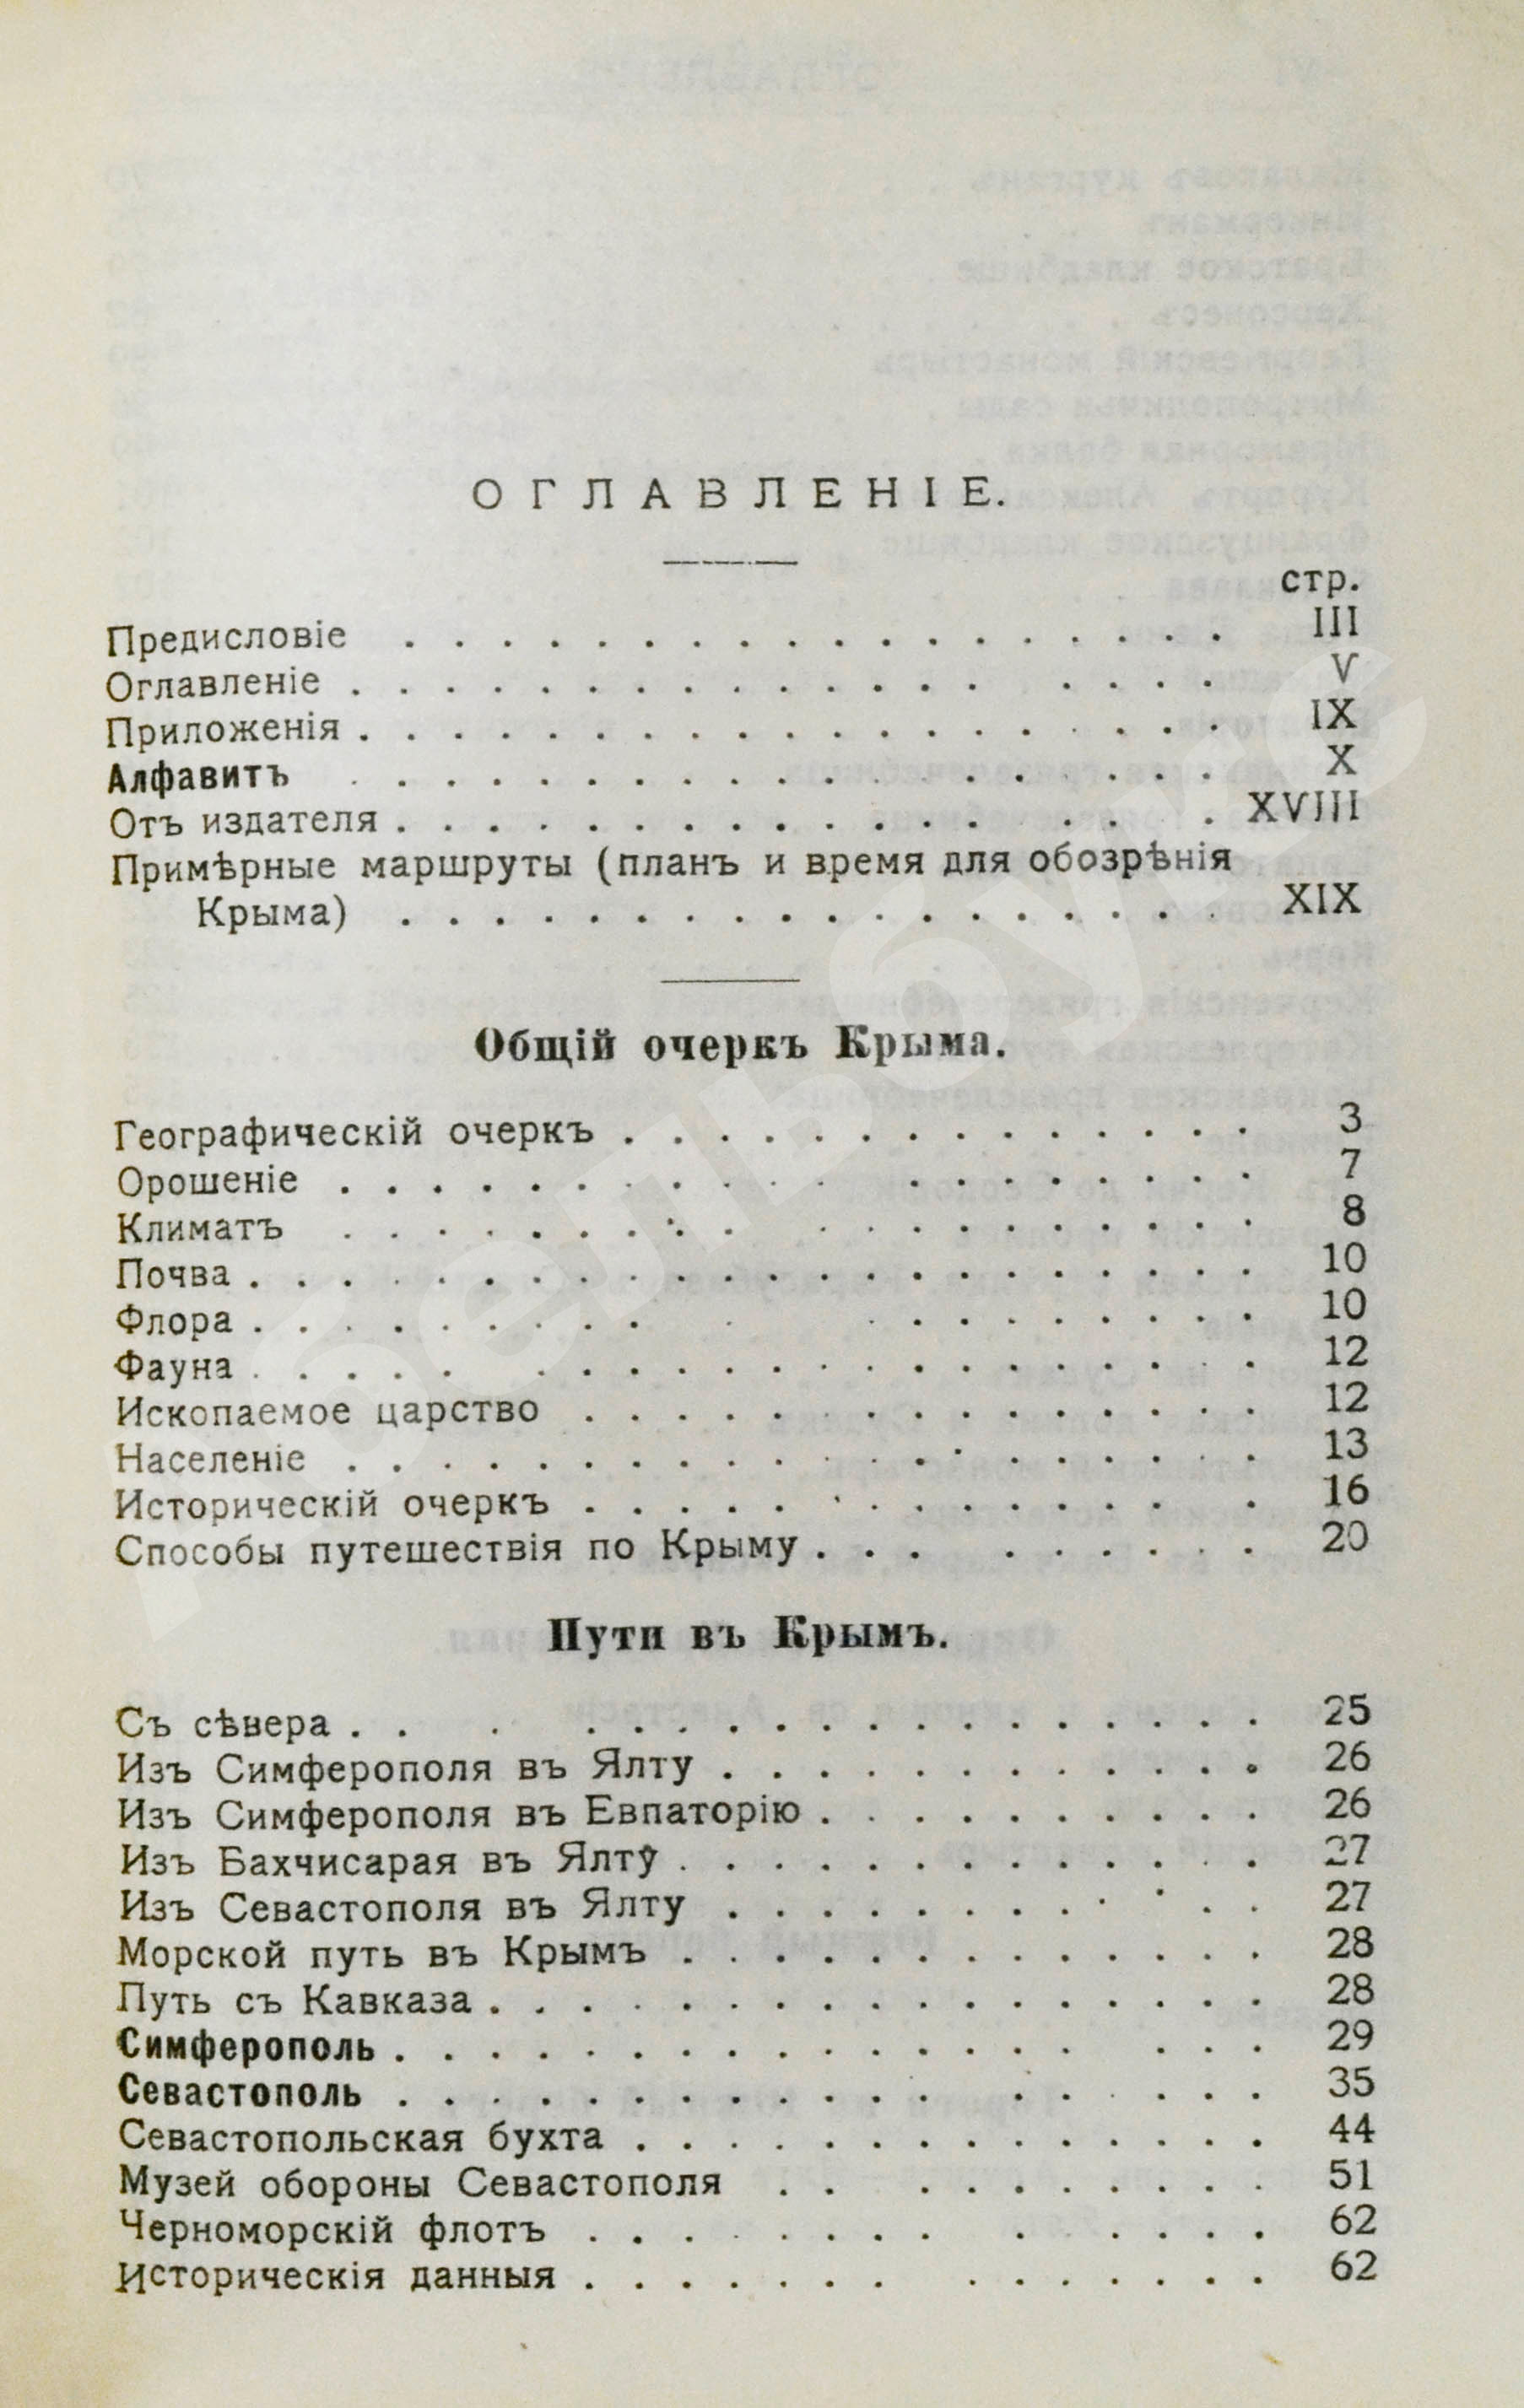 ОГЛАВЛЕНІЕ.
стр.
Предисловіе . . . . . . . . . . . . . . . . . . III
Оглавленіе . . . . . . . . . . . . . . . . . . V
Приложенія . . . . . . . . . . . . . . . . . . IX
Алфавитъ . . . . . . . . . . . . . . . . . . X
Отъ издателя . . . . . . . . . . . . . . . . XVIII
Примѣрные маршруты (планъ и время для обозрѣнія
Крыма) . . . . . . . . . . . . . . . . . . XIX
Общій очеркъ Крыма.
Географическій очеркъ . . . . . . . . . . . . . . 3
Орошеніе . . . . . . . . . . . . . . . . . . 7
Климатъ . . . . . . . . . . . . . . . . . . 8
Почва . . . . . . . . . . . . . . . . . . . . 10
Флора . . . . . . . . . . . . . . . . . . 10
Фауна . . . . . . . . . . . . . . . . . . . . 12
Ископаемое царство . . . . . . . . . . . . . . . 12
Населеніе . . . . . . . . . . . . . . . . . . 13
Историческій очеркъ . . . . . . . . . . . . . . 16
Способы путешествія по Крыму . . . . . . . . . 20
Пути въ Крымъ.
Съ сѣвера . . . . . . . . . . . . . . . . . . 25
Изъ Симферополя въ Ялту . . . . . . . . . . . . 26
Изъ Симферополя въ Евпаторію . . . . . . . . . . 26
Изъ Бахчисарая въ Ялту . . . . . . . . . . . . . 27
Изъ Севастополя въ Ялту . . . . . . . . . . . . 27
Морской путь въ Крымъ . . . . . . . . . . . . . 28
Путь съ Кавказа . . . . . . . . . . . . . . . . . 28
Симферополь . . . . . . . . . . . . . . . . . . 29
Севастополь . . . . . . . . . . . . . . . . . . 35
Севастопольская бухта . . . . . . . . . . . . . . 44
Музей обороны Севастополя . . . . . . . . . . 51
Черноморскій флотъ . . . . . . . . . . . . . 62
Историческія данныя . . . . . . . . . . . . . . 62